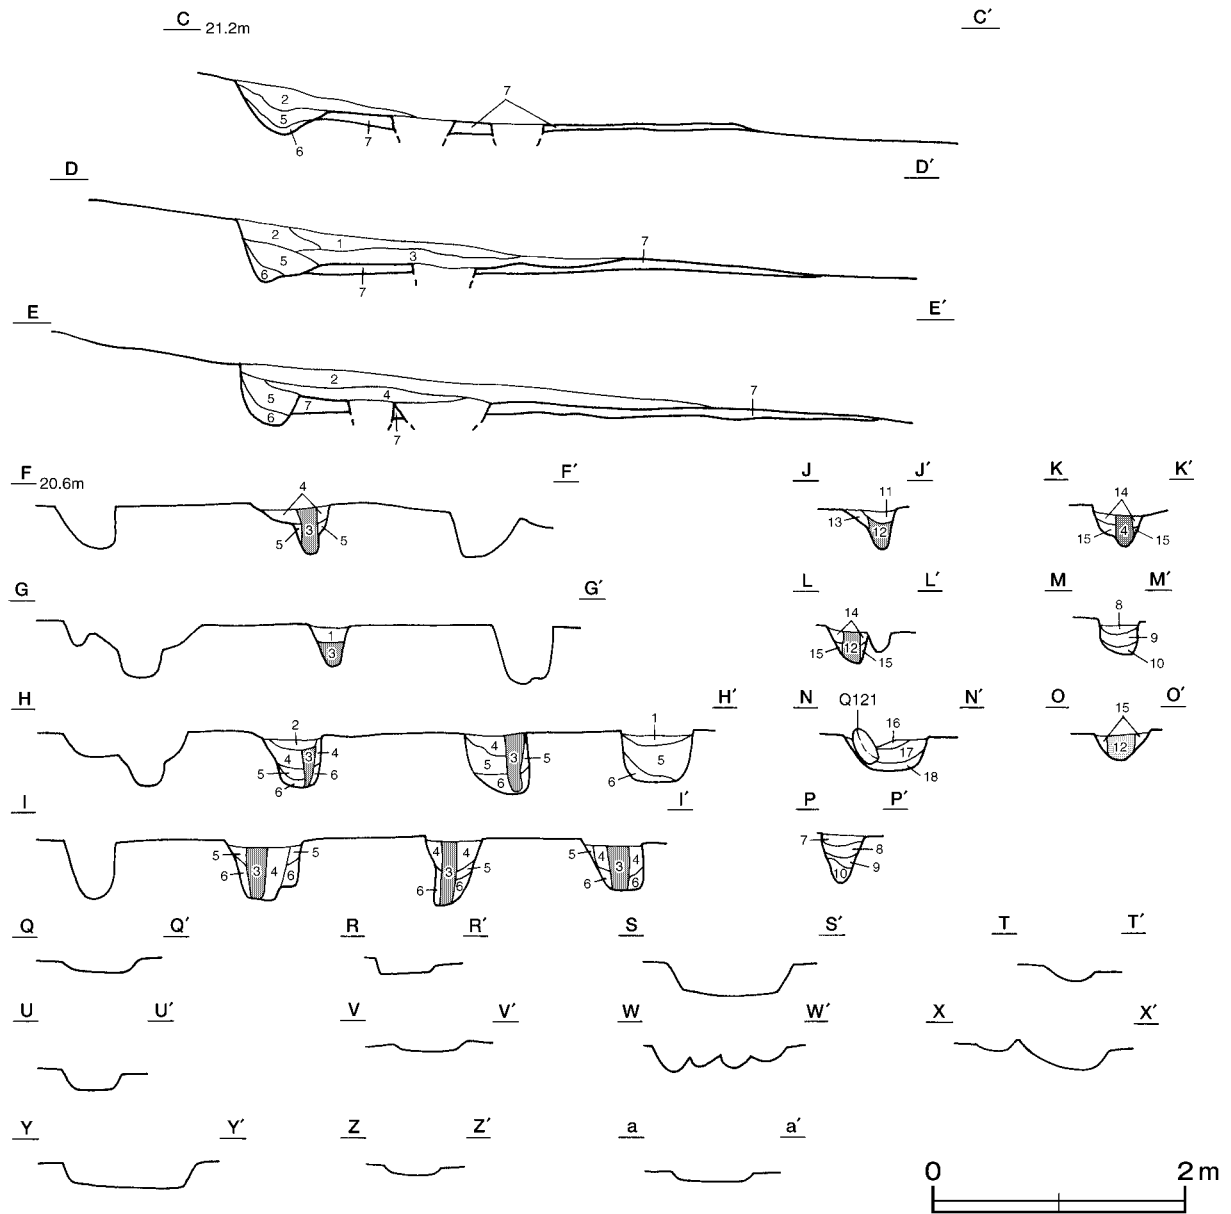 C 21.2m C′
7
2
5
7
6
D D′
2 1 7
3
5
6
7
E E′
2
7
5 4
7
6
7
F 20.6m F′ J J′ K K′
4 11 14
3 13 12 4
5 5 15 15
G G′ L L′ M M′
1 14 8
3 15 12 15 9
10
H H′ N Q121 N′ O O′
2 1 16 15
4 3 4 4 3 5 17 12
5 6 5 5 18
6 6 6
I I′ P P′
5 3 5 4 3 4 5 5 4 3 4 7 8
6 4 6 6 5 6 6 9
10
Q Q′ R R′ S S′ T T′
U U′ V V′ W W′ X X′
Y Y′ Z Z′ a a′
0 2m